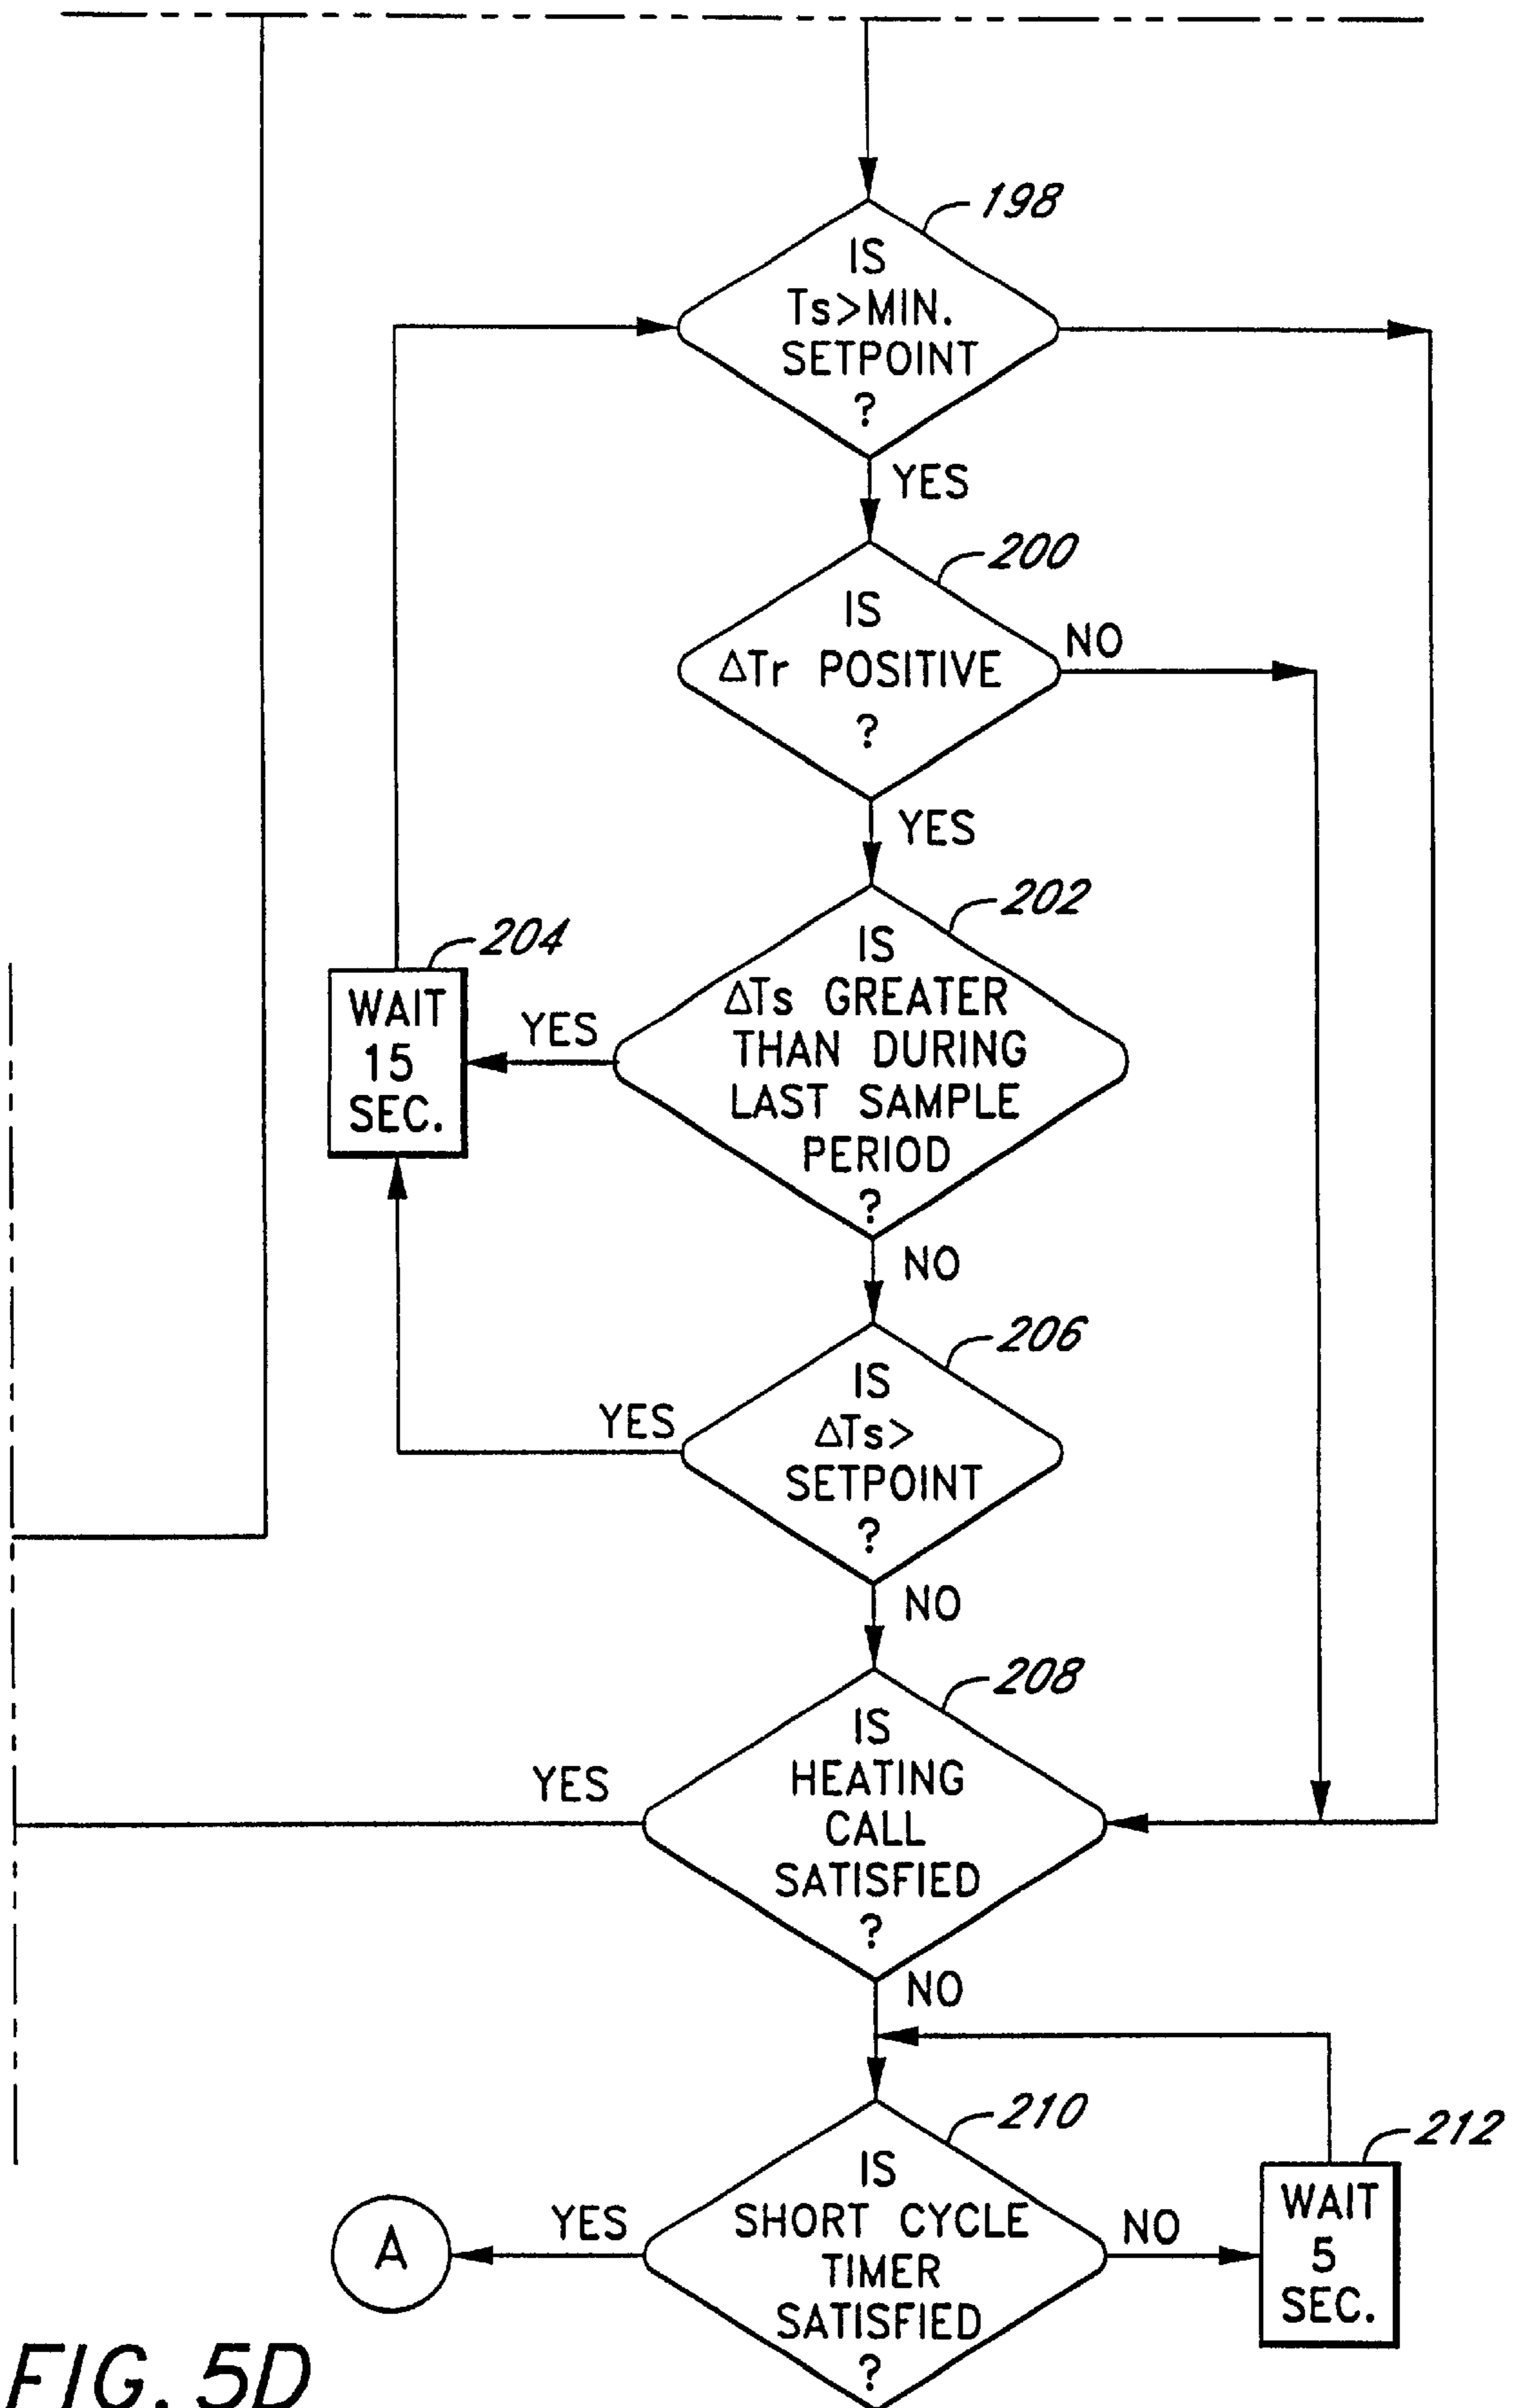 198
IS
Ts>MIN.
SETPOINT
?
YES
200
IS
ΔTr POSITIVE
?
NO
YES
202
IS
ΔTs GREATER
THAN DURING
LAST SAMPLE
PERIOD
?
YES
204
WAIT
15
SEC.
NO
206
IS
ΔTs>
SETPOINT
?
YES
NO
208
IS
HEATING
CALL
SATISFIED
?
YES
NO
210
IS
SHORT CYCLE
TIMER
SATISFIED
?
YES
A
NO
212
WAIT
5
SEC.
FIG. 5D